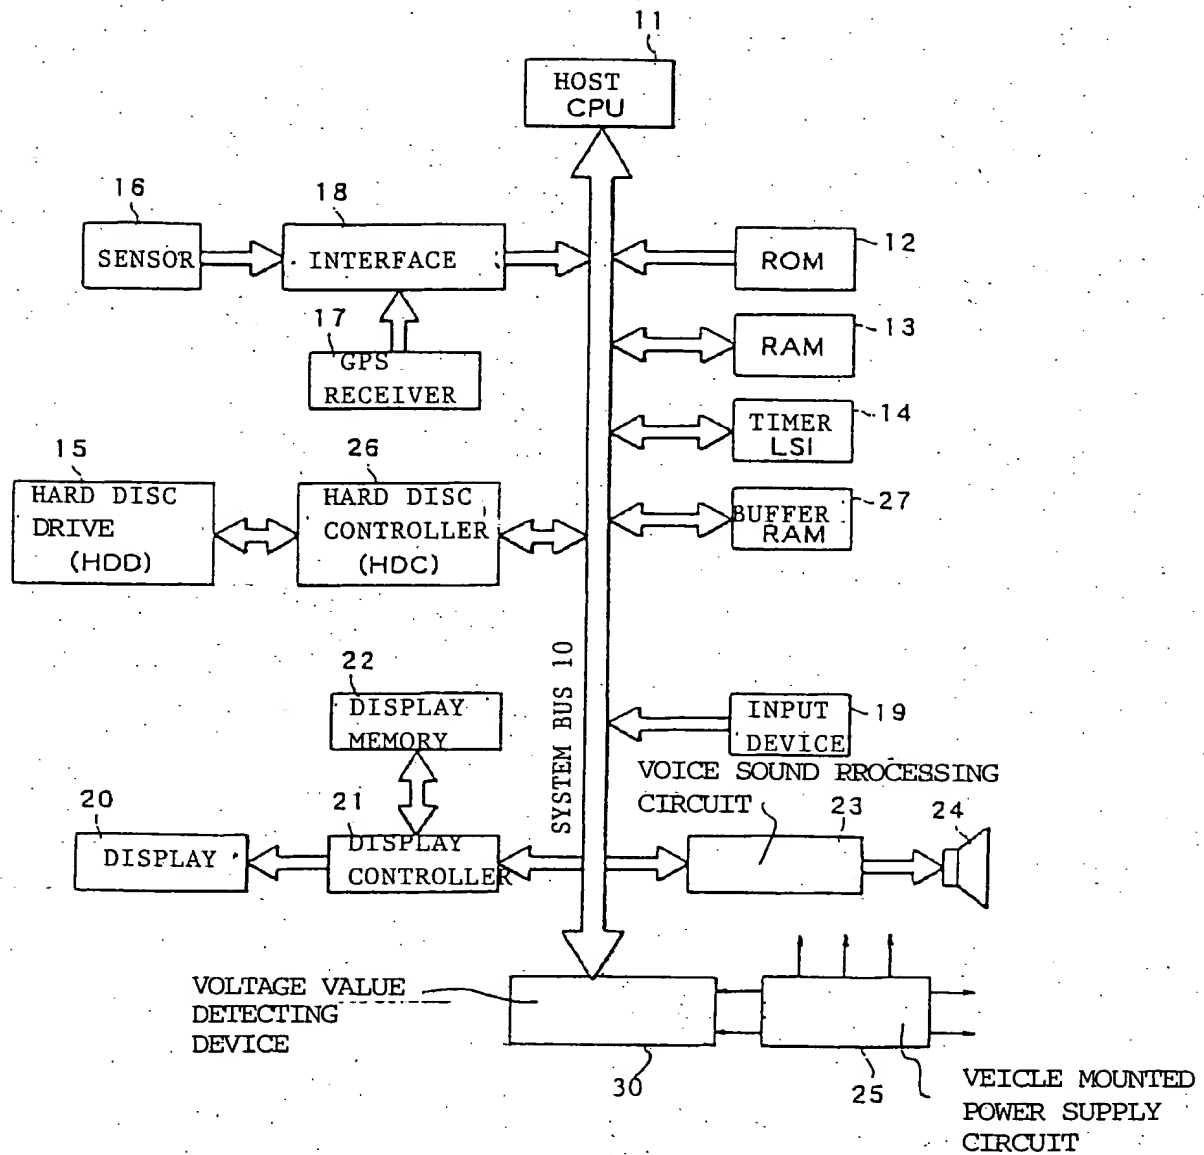 11
HOST
CPU
16
SENSOR
18
INTERFACE
ROM
12
17
GPS
RECEIVER
RAM
13
TIMER
LSI
14
15
HARD DISC
DRIVE
(HDD)
26
HARD DISC
CONTROLLER
(HDC)
BUFFER
RAM
27
SYSTEM BUS 10
22
DISPLAY
MEMORY
INPUT
DEVICE
19
VOICE SOUND RROCESSING
CIRCUIT
20
DISPLAY
21
DISPLAY
CONTROLLER
23
24
VOLTAGE VALUE
DETECTING
DEVICE
30
25
VEICLE MOUNTED
POWER SUPPLY
CIRCUIT